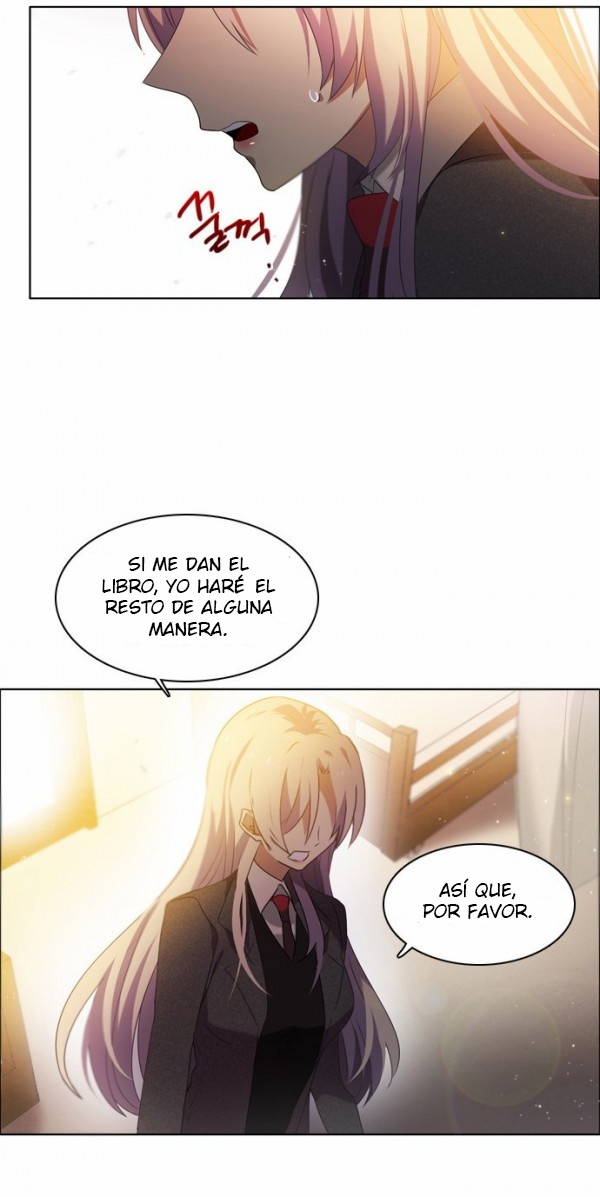 꿀꺽
SI ME DAN EL
LIBRO, YO HARÉ EL
RESTO DE ALGUNA
MANERA.
ASÍ QUE,
POR FAVOR.